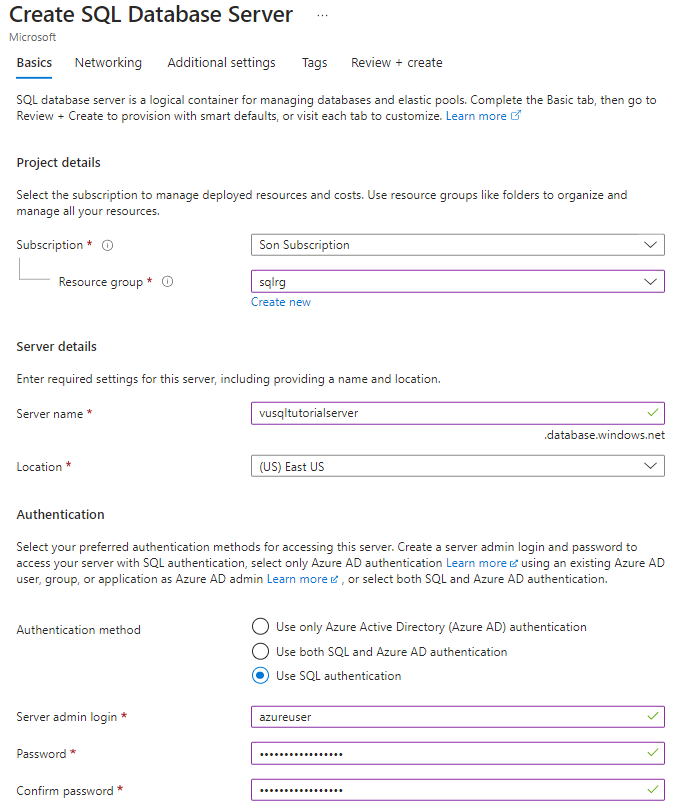 Create SQL Database Server ...
Microsoft
Basics Networking Additional settings Tags Review + create
SQL database server is a logical container for managing databases and elastic pools. Complete the Basic tab, then go to
Review + Create to provision with smart defaults, or visit each tab to customize. Learn more
Project details
Select the subscription to manage deployed resources and costs. Use resource groups like folders to organize and
manage all your resources.
Subscription * Son Subscription
Resource group * sqlrg
Create new
Server details
Enter required settings for this server, including providing a name and location.
Server name * vusqltutorialserver
.database.windows.net
Location * (US) East US
Authentication
Select your preferred authentication methods for accessing this server. Create a server admin login and password to
access your server with SQL authentication, select only Azure AD authentication Learn more using an existing Azure AD
user, group, or application as Azure AD admin Learn more , or select both SQL and Azure AD authentication.
Authentication method Use only Azure Active Directory (Azure AD) authentication
Use both SQL and Azure AD authentication
Use SQL authentication
Server admin login * azureuser
Password * •••••••••••••••••
Confirm password * •••••••••••••••••